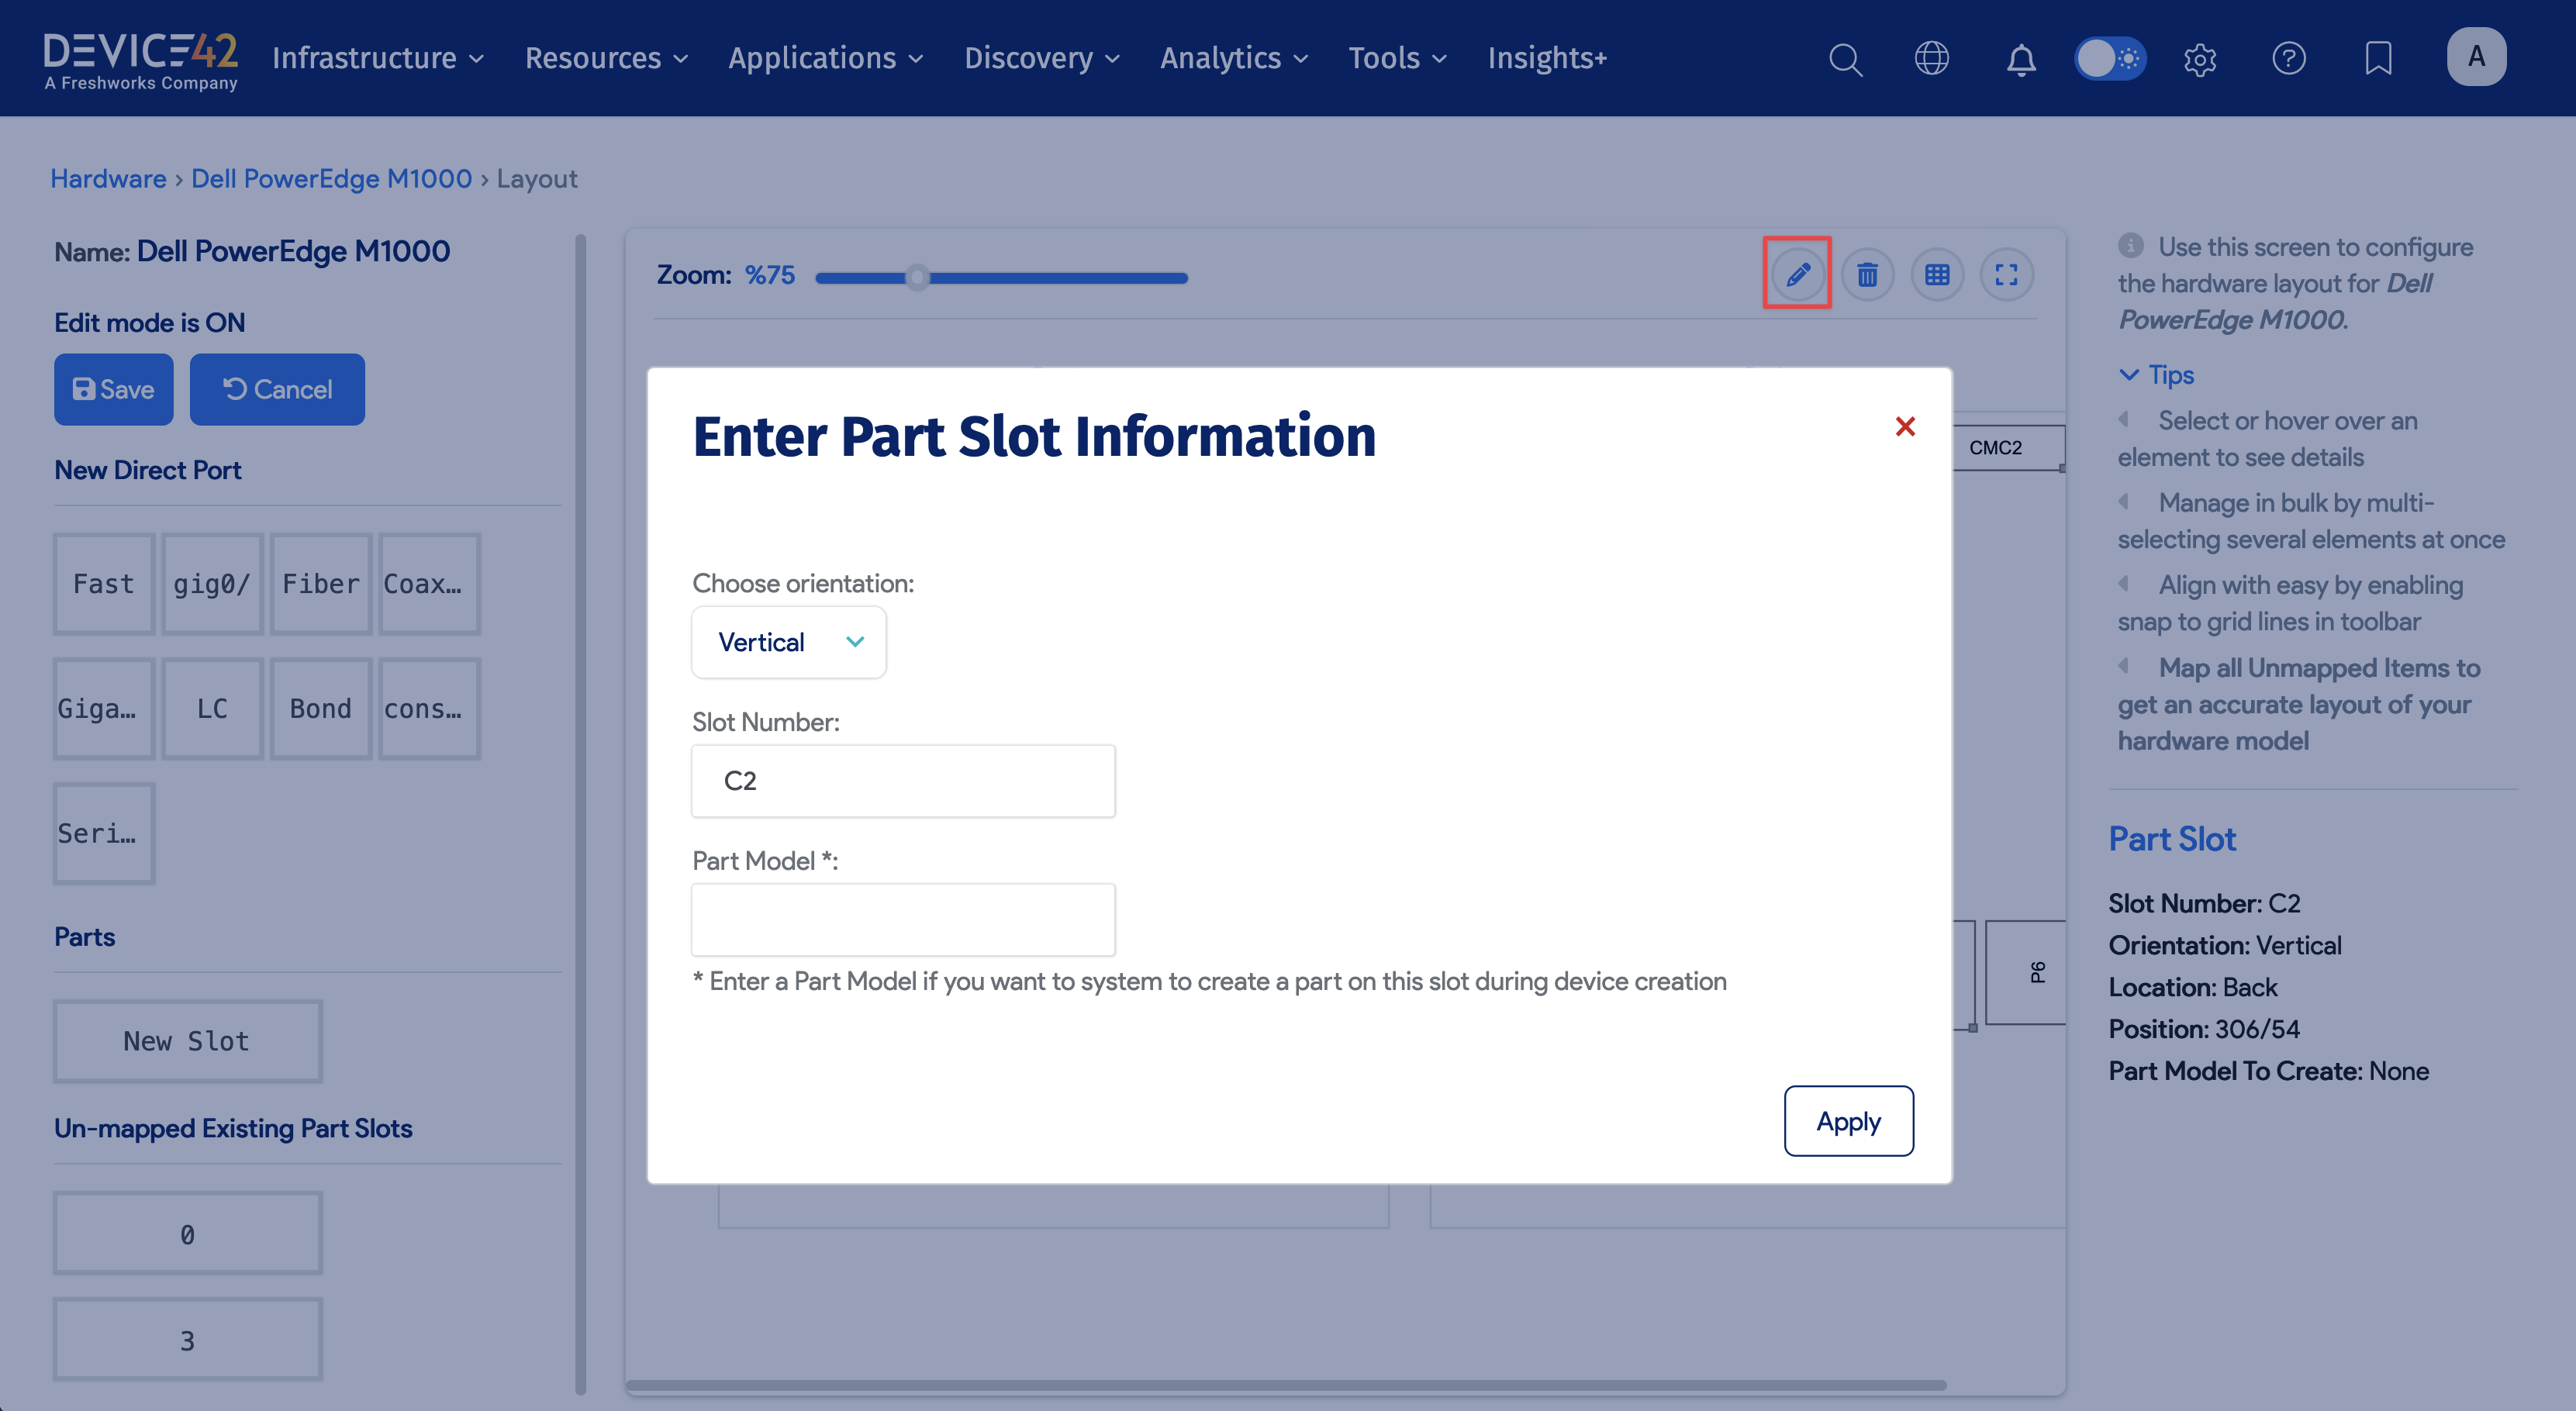 DEVICE42
A Freshworks Company
Infrastructure
Resources
Applications
Discovery
Analytics
Tools
Insights+
A
Hardware › Dell PowerEdge M1000 › Layout
Name: Dell PowerEdge M1000
Edit mode is ON
Save
Cancel
New Direct Port
Fast
gig0/
Fiber
Coax...
Giga...
LC
Bond
cons...
Seri...
Parts
New Slot
Un-mapped Existing Part Slots
0
3
Zoom: %75
CMC2
P6
Enter Part Slot Information
Choose orientation:
Vertical
Slot Number:
C2
Part Model *:
* Enter a Part Model if you want to system to create a part on this slot during device creation
Apply
Use this screen to configure
the hardware layout for Dell
PowerEdge M1000.
Tips
Select or hover over an
element to see details
Manage in bulk by multi-
selecting several elements at once
Align with easy by enabling
snap to grid lines in toolbar
Map all Unmapped Items to
get an accurate layout of your
hardware model
Part Slot
Slot Number: C2
Orientation: Vertical
Location: Back
Position: 306/54
Part Model To Create: None